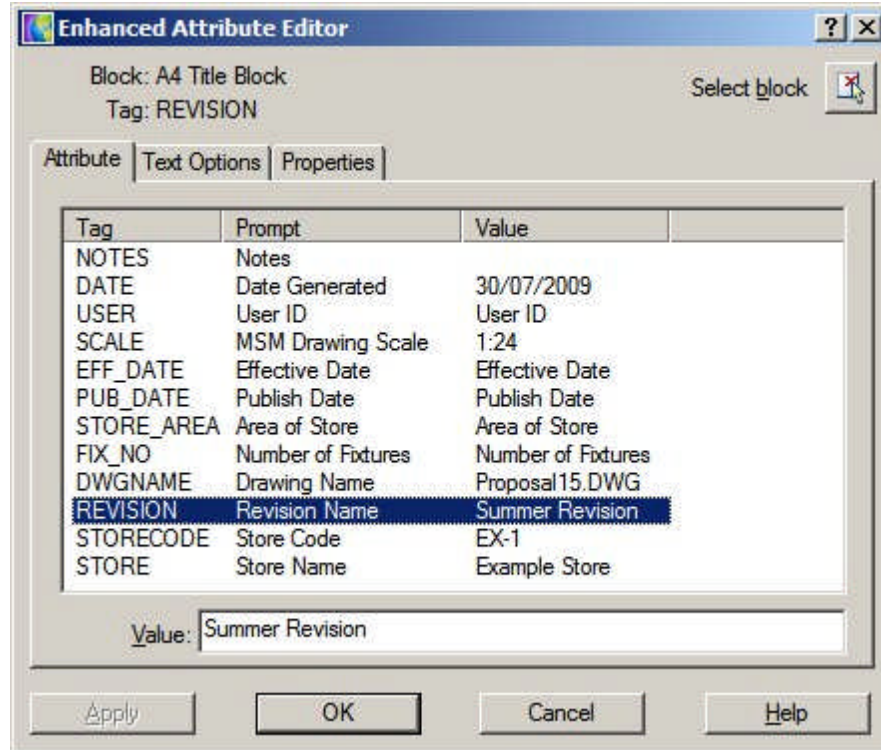 Enhanced Attribute Editor ? X
Block: A4 Title Block
Select block
Tag: REVISION
Attribute Text Options Properties
Tag Prompt Value
NOTES Notes
DATE Date Generated 30/07/2009
USER User ID User ID
SCALE MSM Drawing Scale 1:24
EFF_DATE Effective Date Effective Date
PUB_DATE Publish Date Publish Date
STORE_AREA Area of Store Area of Store
FIX_NO Number of Fixtures Number of Fixtures
DWGNAME Drawing Name Proposal15.DWG
REVISION Revision Name Summer Revision
STORECODE Store Code EX-1
STORE Store Name Example Store
Value: Summer Revision
Apply OK Cancel Help